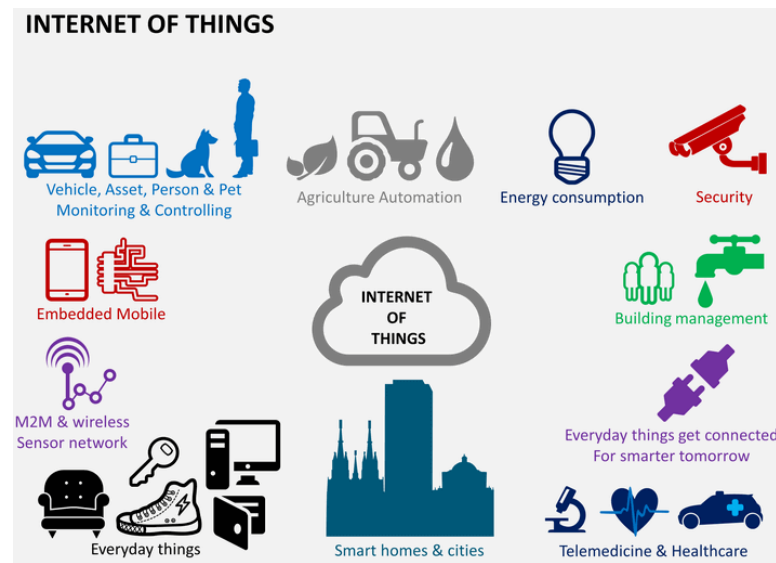 INTERNET OF THINGS
Vehicle, Asset, Person & Pet
Monitoring & Controlling
Agriculture Automation
Energy consumption
Security
Embedded Mobile
INTERNET
OF
THINGS
Building management
M2M & wireless
Sensor network
Everyday things get connected
For smarter tomorrow
Everyday things
Smart homes & cities
Telemedicine & Healthcare